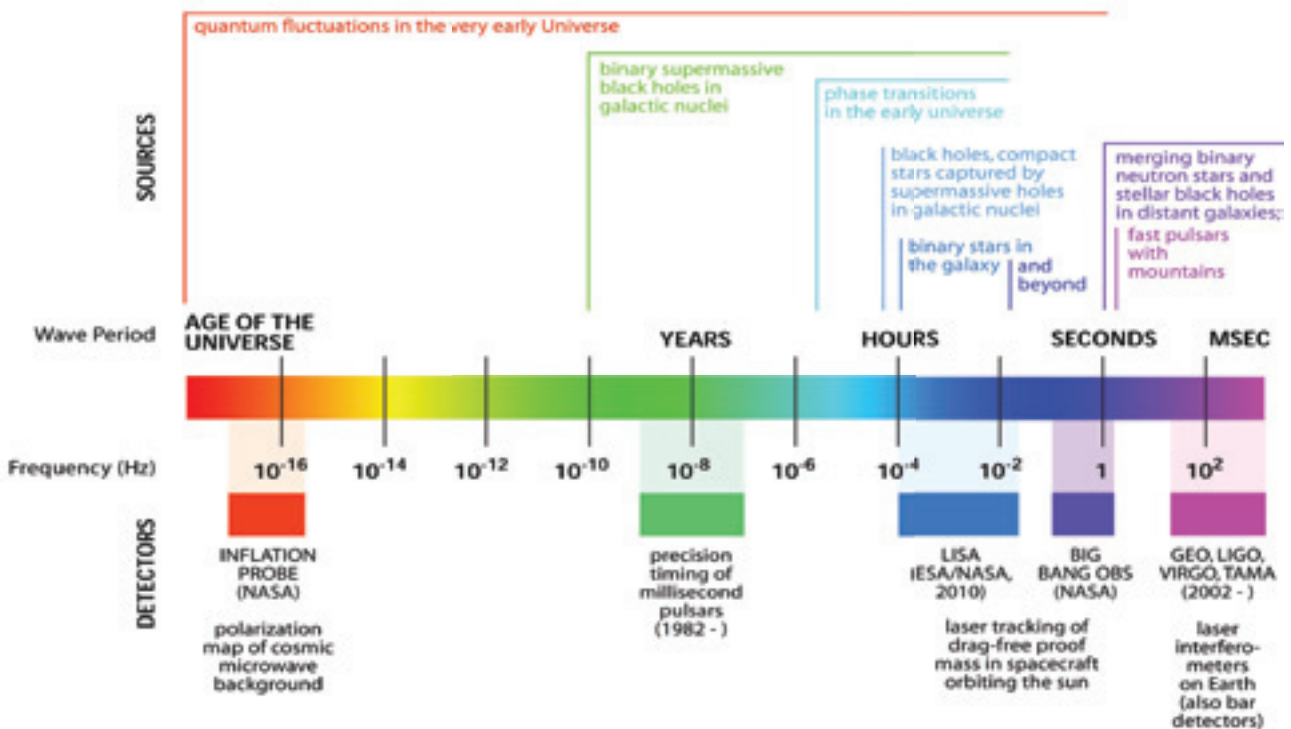 quantum fluctuations in the very early Universe
binary supermassive
black holes in
galactic nuclei
phase transitions
in the early universe
black holes, compact
stars captured by
supermassive holes
in galactic nuclei
merging binary
neutron stars and
stellar black holes
in distant galaxies;
fast pulsars
with
mountains
binary stars in
the galaxy
and
beyond
SOURCES
Wave Period
AGE OF THE
UNIVERSE
YEARS
HOURS
SECONDS
MSEC
Frequency (Hz)
10⁻¹⁶
10⁻¹⁴
10⁻¹²
10⁻¹⁰
10⁻⁸
10⁻⁶
10⁻⁴
10⁻²
1
10²
DETECTORS
INFLATION
PROBE
(NASA)
polarization
map of cosmic
microwave
background
precision
timing of
millisecond
pulsars
(1982 - )
LISA
(ESA/NASA,
2010)
BIG
BANG OBS
(NASA)
laser tracking of
drag-free proof
mass in spacecraft
orbiting the sun
GEO, LIGO,
VIRGO, TAMA
(2002 - )
laser
interfero-
meters
on Earth
(also bar
detectors)